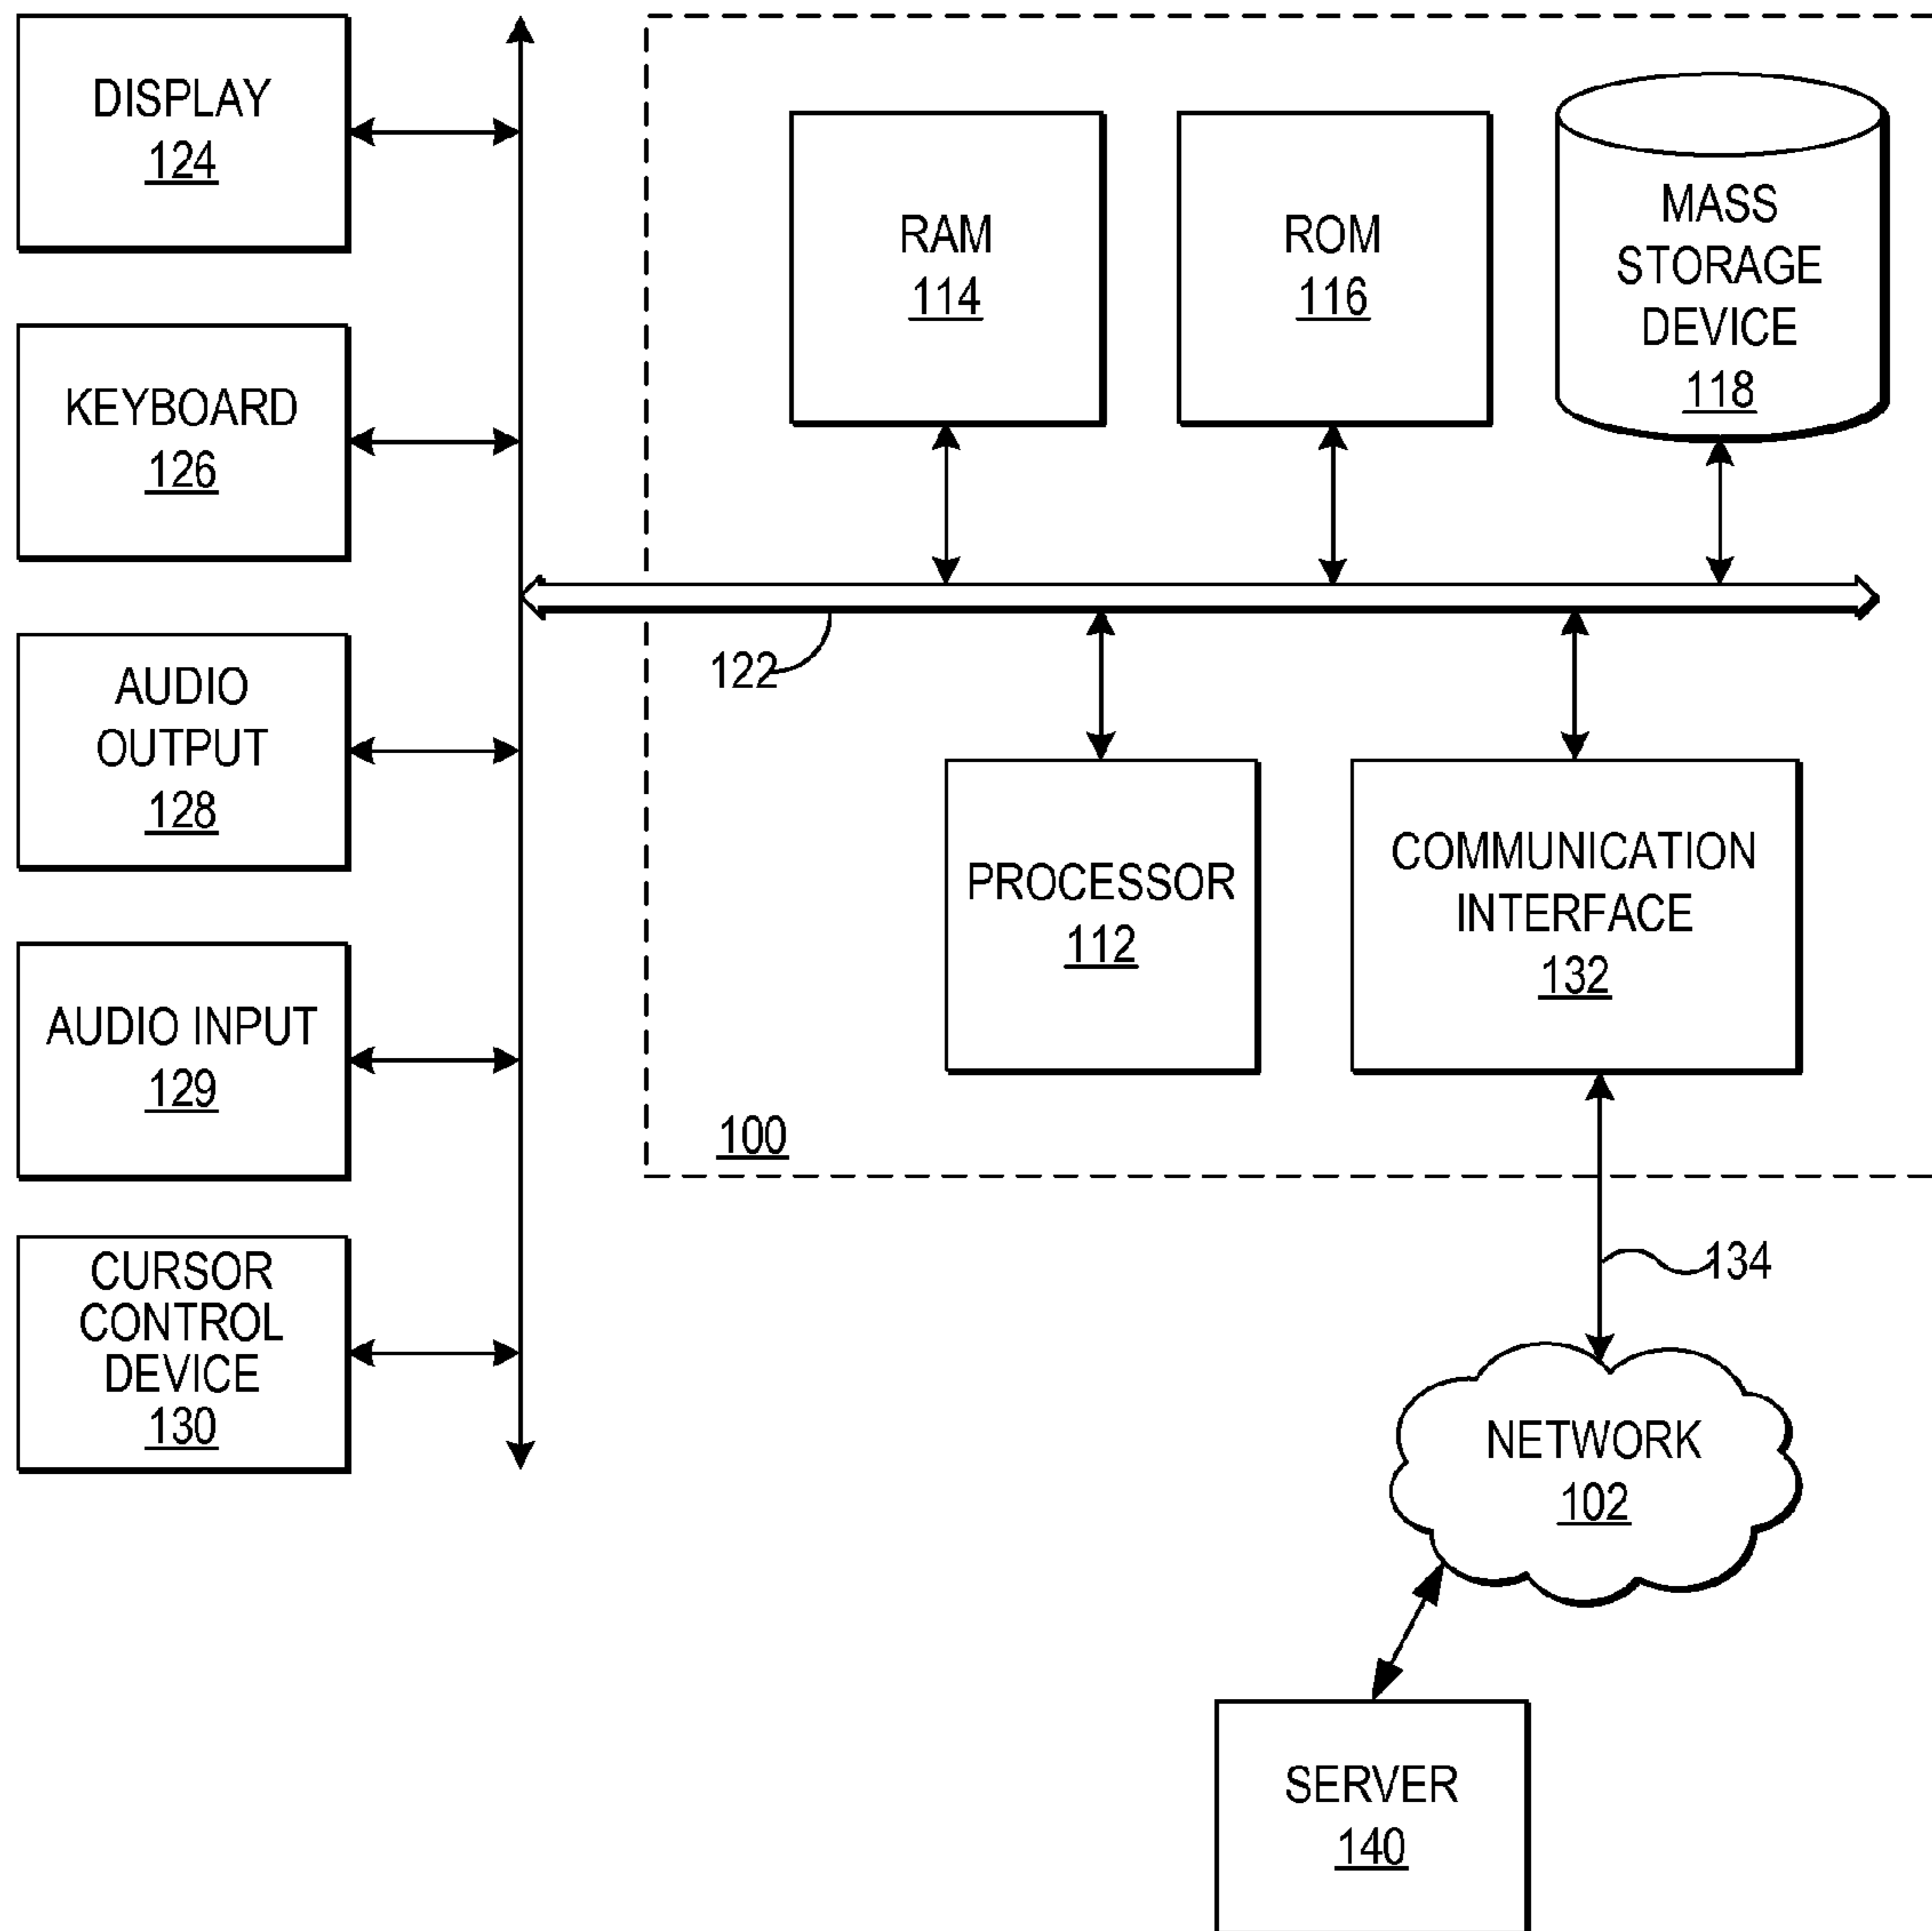 DISPLAY
124
KEYBOARD
126
AUDIO
OUTPUT
128
AUDIO INPUT
129
CURSOR
CONTROL
DEVICE
130
RAM
114
ROM
116
MASS
STORAGE
DEVICE
118
122
PROCESSOR
112
COMMUNICATION
INTERFACE
132
100
134
NETWORK
102
SERVER
140